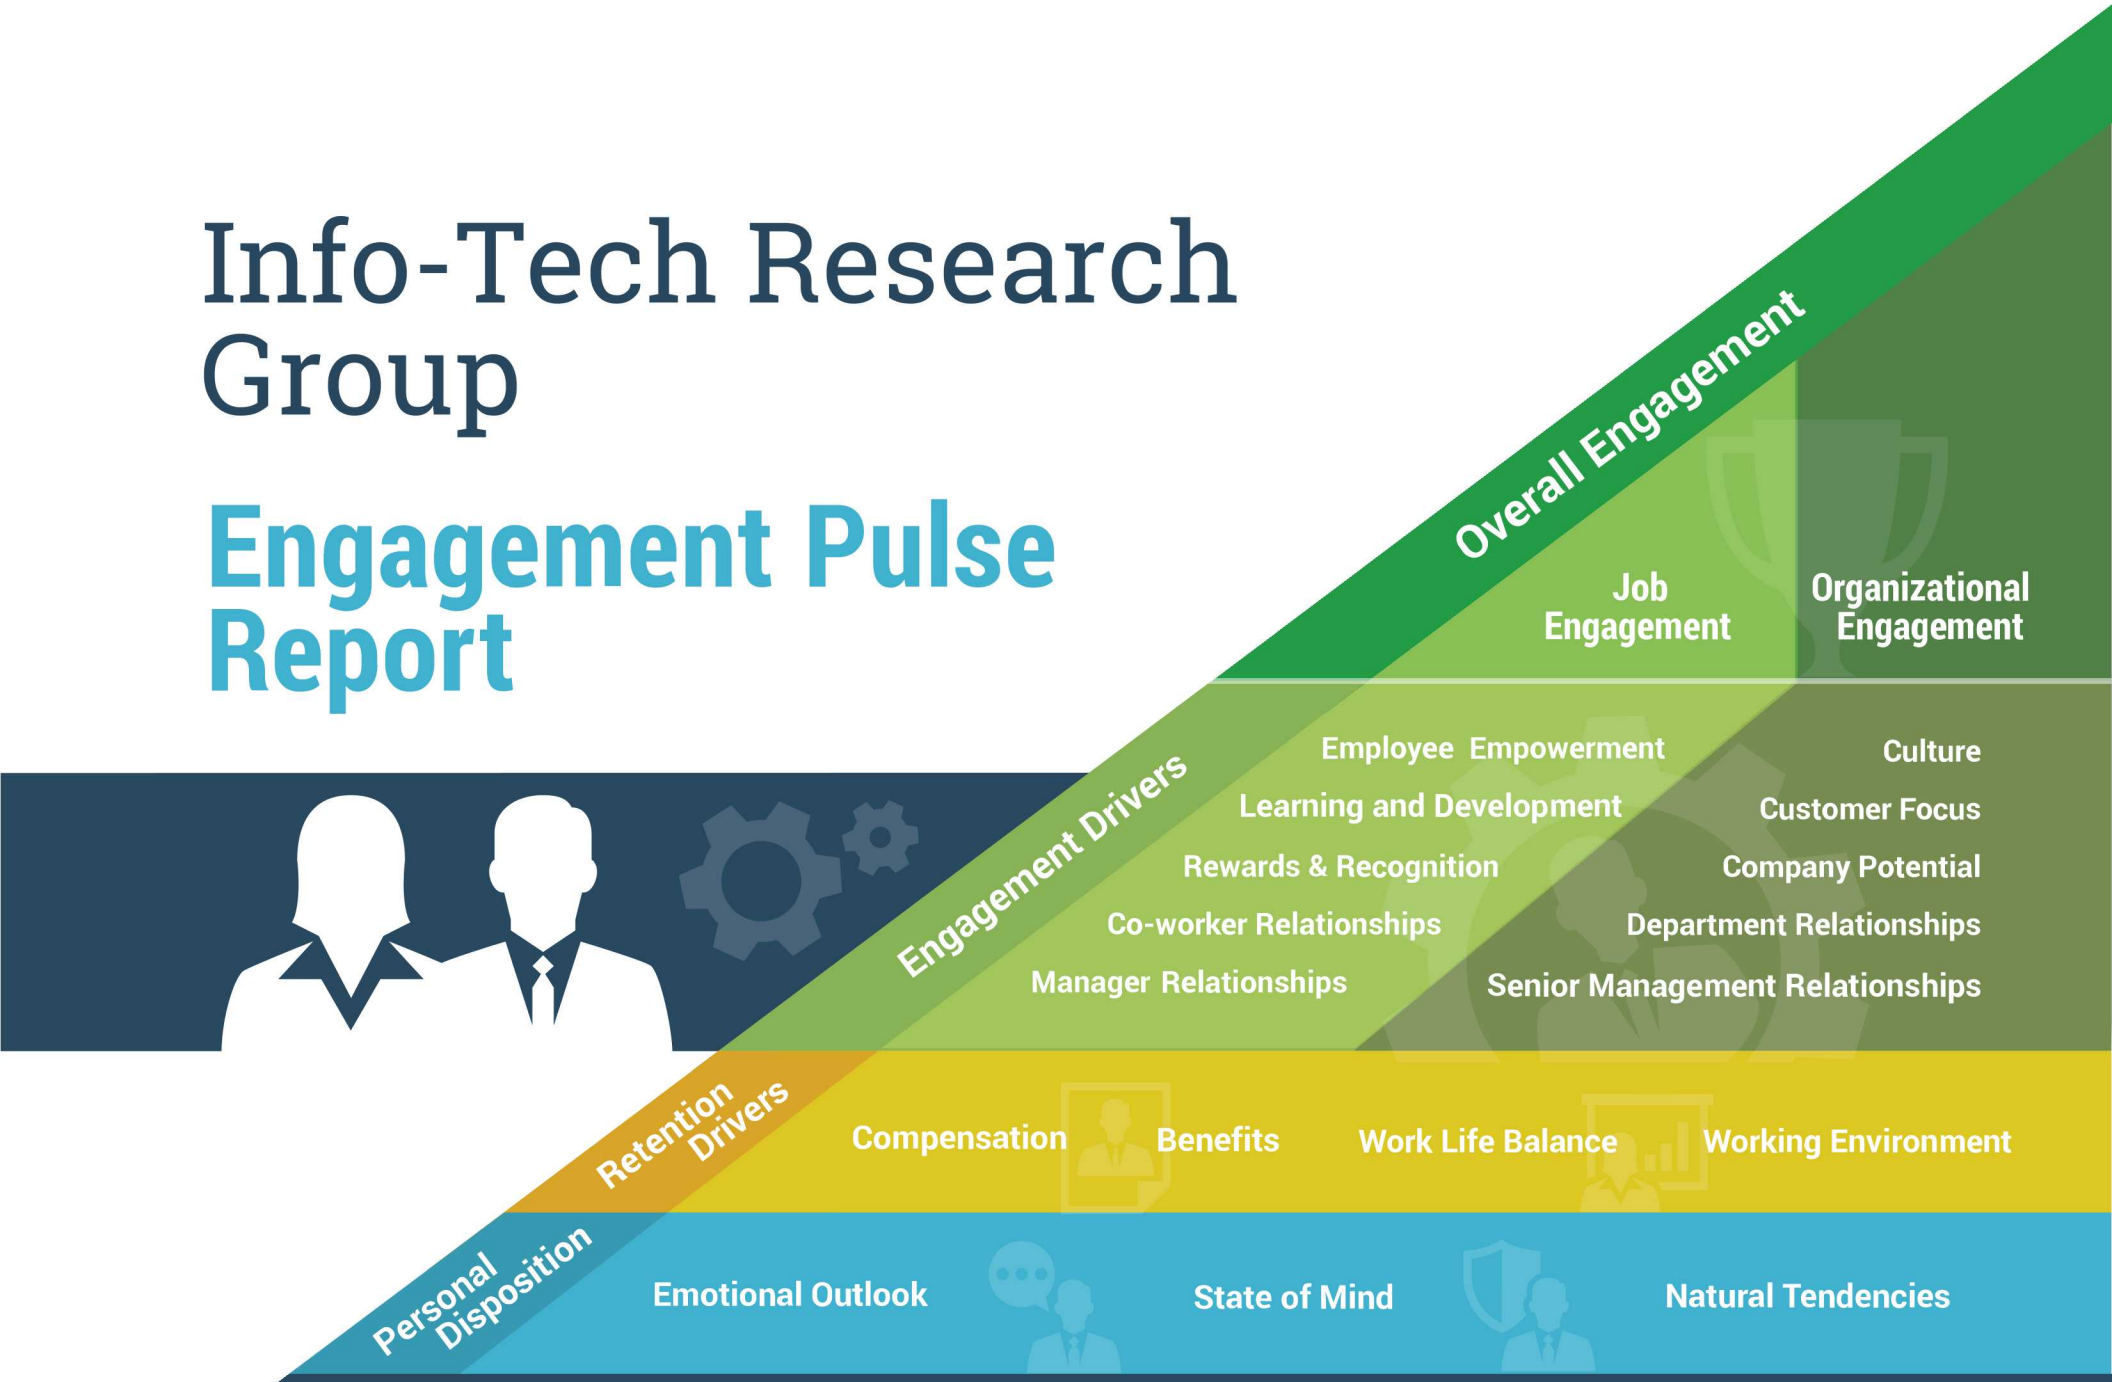 Info-Tech Research
Group
Engagement Pulse
Report
Overall Engagement
Job
Engagement
Organizational
Engagement
Engagement Drivers
Employee Empowerment
Learning and Development
Rewards & Recognition
Co-worker Relationships
Manager Relationships
Culture
Customer Focus
Company Potential
Department Relationships
Senior Management Relationships
Retention
Drivers
Compensation
Benefits
Work Life Balance
Working Environment
Personal
Disposition
Emotional Outlook
State of Mind
Natural Tendencies